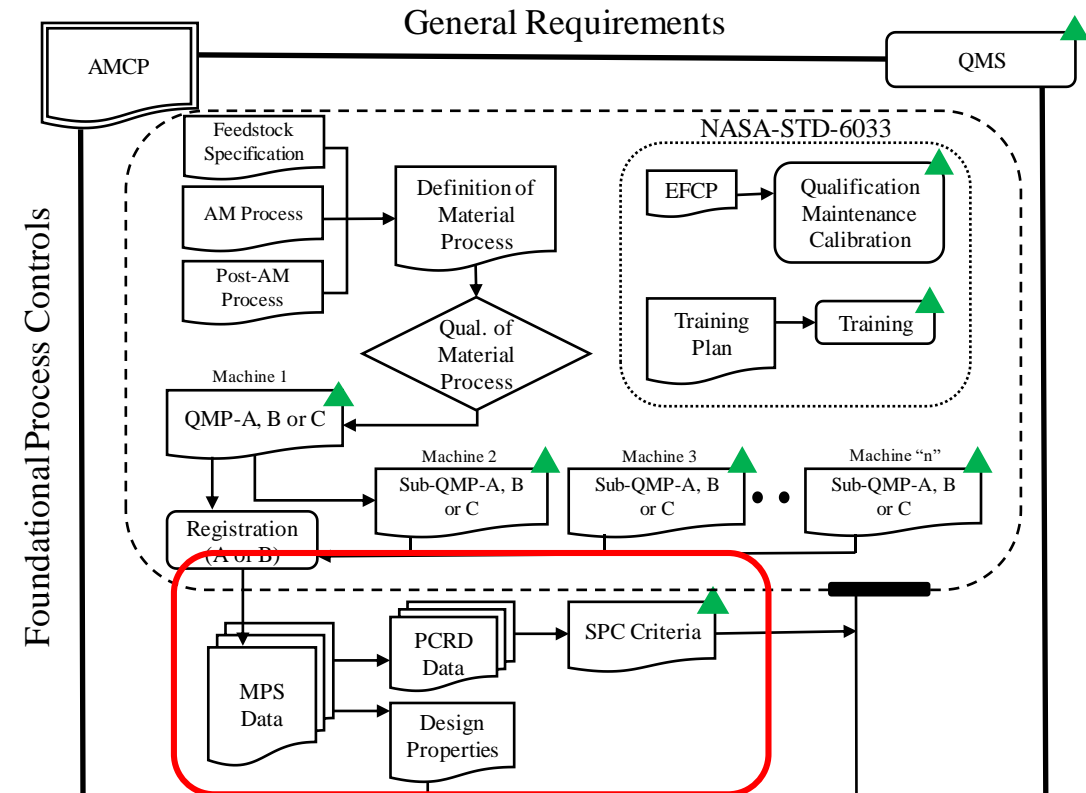 General Requirements
AMCP
QMS
Foundational Process Controls
Feedstock
Specification
AM Process
Post-AM
Process
Definition of
Material
Process
Qual. of
Material
Process
NASA-STD-6033
EFCP
Qualification
Maintenance
Calibration
Training
Plan
Training
Machine 1
QMP-A, B or C
Machine 2
Sub-QMP-A, B
or C
Machine 3
Sub-QMP-A, B
or C
Machine “n”
Sub-QMP-A, B
or C
Registration
(A or B)
MPS
Data
PCRD
Data
SPC Criteria
Design
Properties